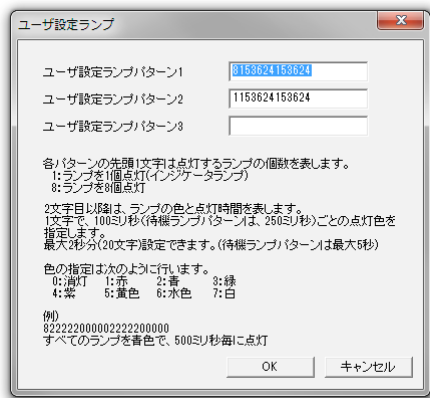 ユーザ設定ランプ
ユーザ設定ランプパターン1
8153624153624
ユーザ設定ランプパターン2
1153624153624
ユーザ設定ランプパターン3
各パターンの先頭1文字は点灯するランプの個数を表します。
1:ランプを1個点灯(インジケータランプ)
8:ランプを8個点灯
2文字目以降は、ランプの色と点灯時間を表します。
1文字で、100ミリ秒(待機ランプパターンは、250ミリ秒)ごとの点灯色を
指定します。
最大2秒分(20文字)設定できます。(待機ランプパターンは最大5秒)
色の指定は次のように行います。
0:消灯 1:赤 2:青 3:緑
4:紫 5:黄色 6:水色 7:白
例)
822222000002222200000
すべてのランプを青色で、500ミリ秒毎に点灯
OK
キャンセル